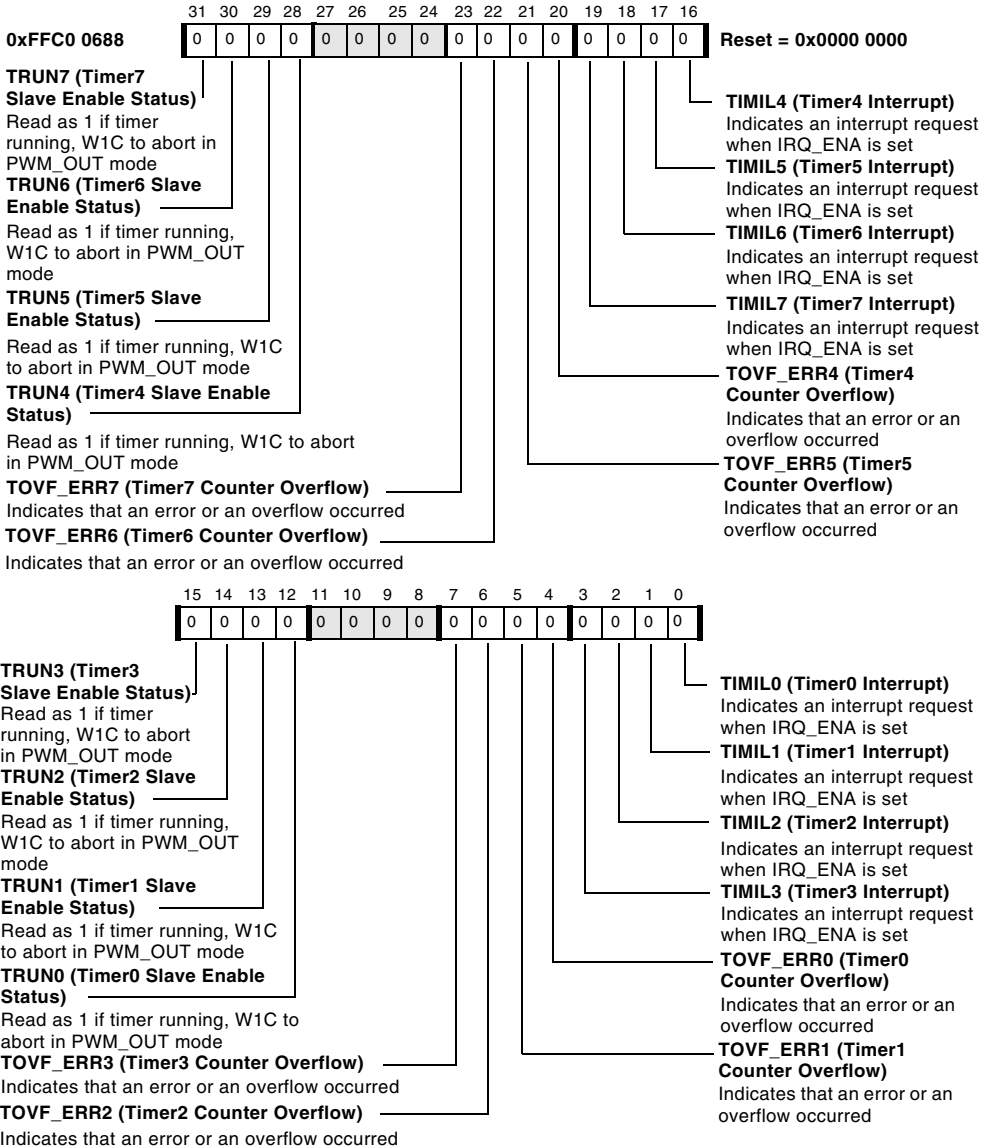 31 30 29 28 27 26 25 24 23 22 21 20 19 18 17 16
0xFFC0 0688
0 0 0 0 0 0 0 0 0 0 0 0 0 0 0 0
Reset = 0x0000 0000
TRUN7 (Timer7
Slave Enable Status)
Read as 1 if timer
running, W1C to abort in
PWM_OUT mode
TRUN6 (Timer6 Slave
Enable Status)
Read as 1 if timer running,
W1C to abort in PWM_OUT
mode
TRUN5 (Timer5 Slave
Enable Status)
Read as 1 if timer running, W1C
to abort in PWM_OUT mode
TRUN4 (Timer4 Slave Enable
Status)
Read as 1 if timer running, W1C to abort
in PWM_OUT mode
TOVF_ERR7 (Timer7 Counter Overflow)
Indicates that an error or an overflow occurred
TOVF_ERR6 (Timer6 Counter Overflow)
Indicates that an error or an overflow occurred
TIMIL4 (Timer4 Interrupt)
Indicates an interrupt request
when IRQ_ENA is set
TIMIL5 (Timer5 Interrupt)
Indicates an interrupt request
when IRQ_ENA is set
TIMIL6 (Timer6 Interrupt)
Indicates an interrupt request
when IRQ_ENA is set
TIMIL7 (Timer7 Interrupt)
Indicates an interrupt request
when IRQ_ENA is set
TOVF_ERR4 (Timer4
Counter Overflow)
Indicates that an error or an
overflow occurred
TOVF_ERR5 (Timer5
Counter Overflow)
Indicates that an error or an
overflow occurred
15 14 13 12 11 10 9 8 7 6 5 4 3 2 1 0
0 0 0 0 0 0 0 0 0 0 0 0 0 0 0 0
TRUN3 (Timer3
Slave Enable Status)
Read as 1 if timer
running, W1C to abort
in PWM_OUT mode
TRUN2 (Timer2 Slave
Enable Status)
Read as 1 if timer running,
W1C to abort in PWM_OUT
mode
TRUN1 (Timer1 Slave
Enable Status)
Read as 1 if timer running, W1C
to abort in PWM_OUT mode
TRUN0 (Timer0 Slave Enable
Status)
Read as 1 if timer running, W1C to
abort in PWM_OUT mode
TOVF_ERR3 (Timer3 Counter Overflow)
Indicates that an error or an overflow occurred
TOVF_ERR2 (Timer2 Counter Overflow)
Indicates that an error or an overflow occurred
TIMIL0 (Timer0 Interrupt)
Indicates an interrupt request
when IRQ_ENA is set
TIMIL1 (Timer1 Interrupt)
Indicates an interrupt request
when IRQ_ENA is set
TIMIL2 (Timer2 Interrupt)
Indicates an interrupt request
when IRQ_ENA is set
TIMIL3 (Timer3 Interrupt)
Indicates an interrupt request
when IRQ_ENA is set
TOVF_ERR0 (Timer0
Counter Overflow)
Indicates that an error or an
overflow occurred
TOVF_ERR1 (Timer1
Counter Overflow)
Indicates that an error or an
overflow occurred